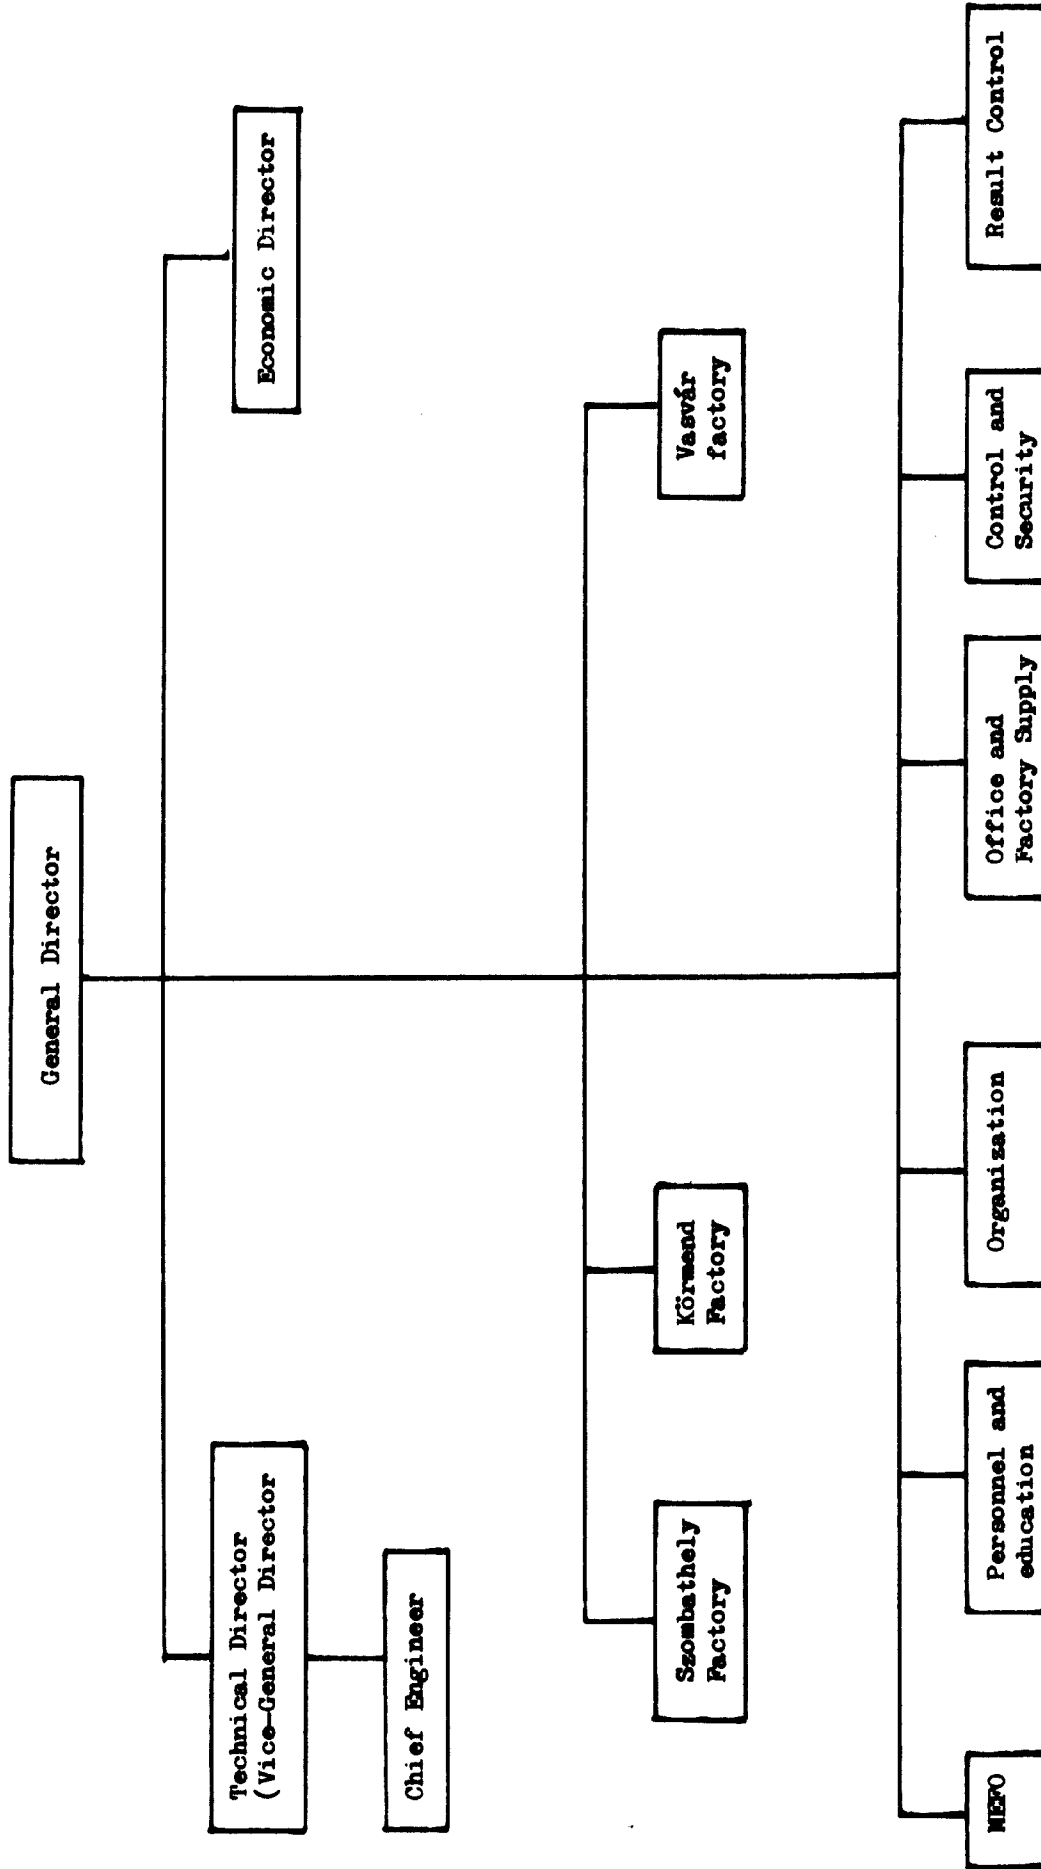 General Director
Technical Director
(Vice-General Director
Economic Director
Chief Engineer
Szombathely
Factory
Körmend
Factory
Vasvár
factory
MEFO
Personnel and
education
Organization
Office and
Factory Supply
Control and
Security
Result Control